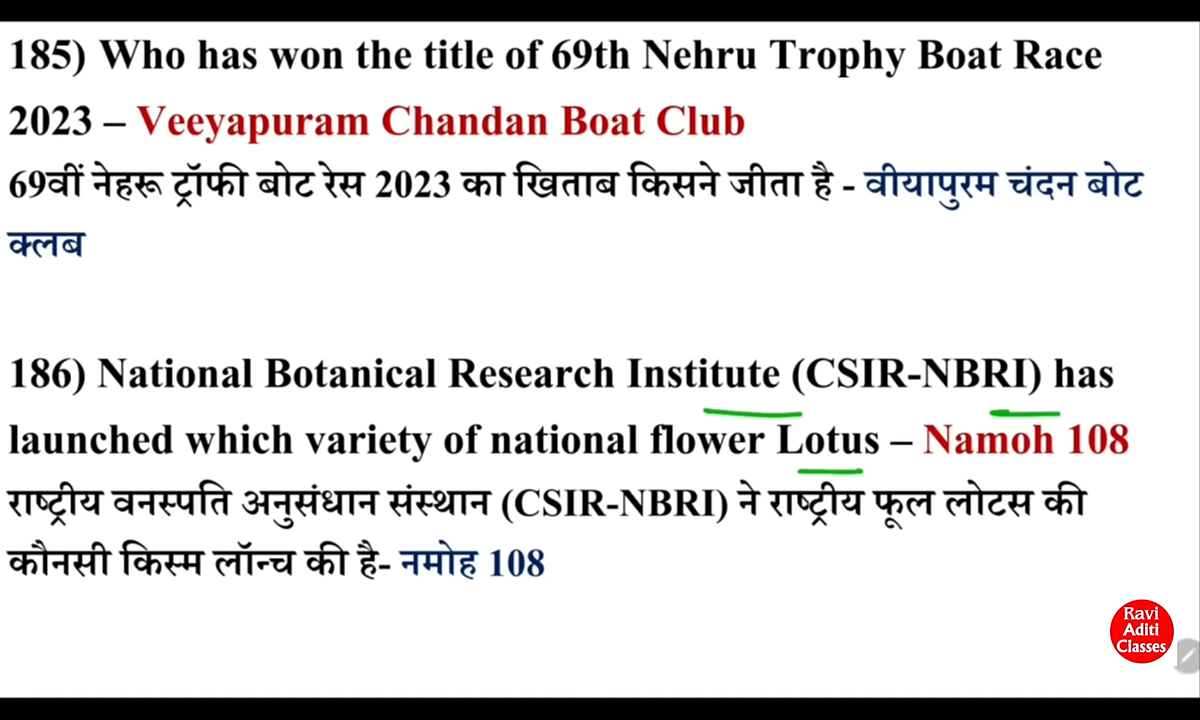 185) Who has won the title of 69th Nehru Trophy Boat Race
2023 – Veeyapuram Chandan Boat Club
69वीं नेहरू ट्रॉफी बोट रेस 2023 का खिताब किसने जीता है - वीयापुरम चंदन बोट
क्लब
186) National Botanical Research Institute (CSIR-NBRI) has
launched which variety of national flower Lotus – Namoh 108
राष्ट्रीय वनस्पति अनुसंधान संस्थान (CSIR-NBRI) ने राष्ट्रीय फूल लोटस की
कौनसी किस्म लॉन्च की है- नमोह 108
Ravi
Aditi
Classes